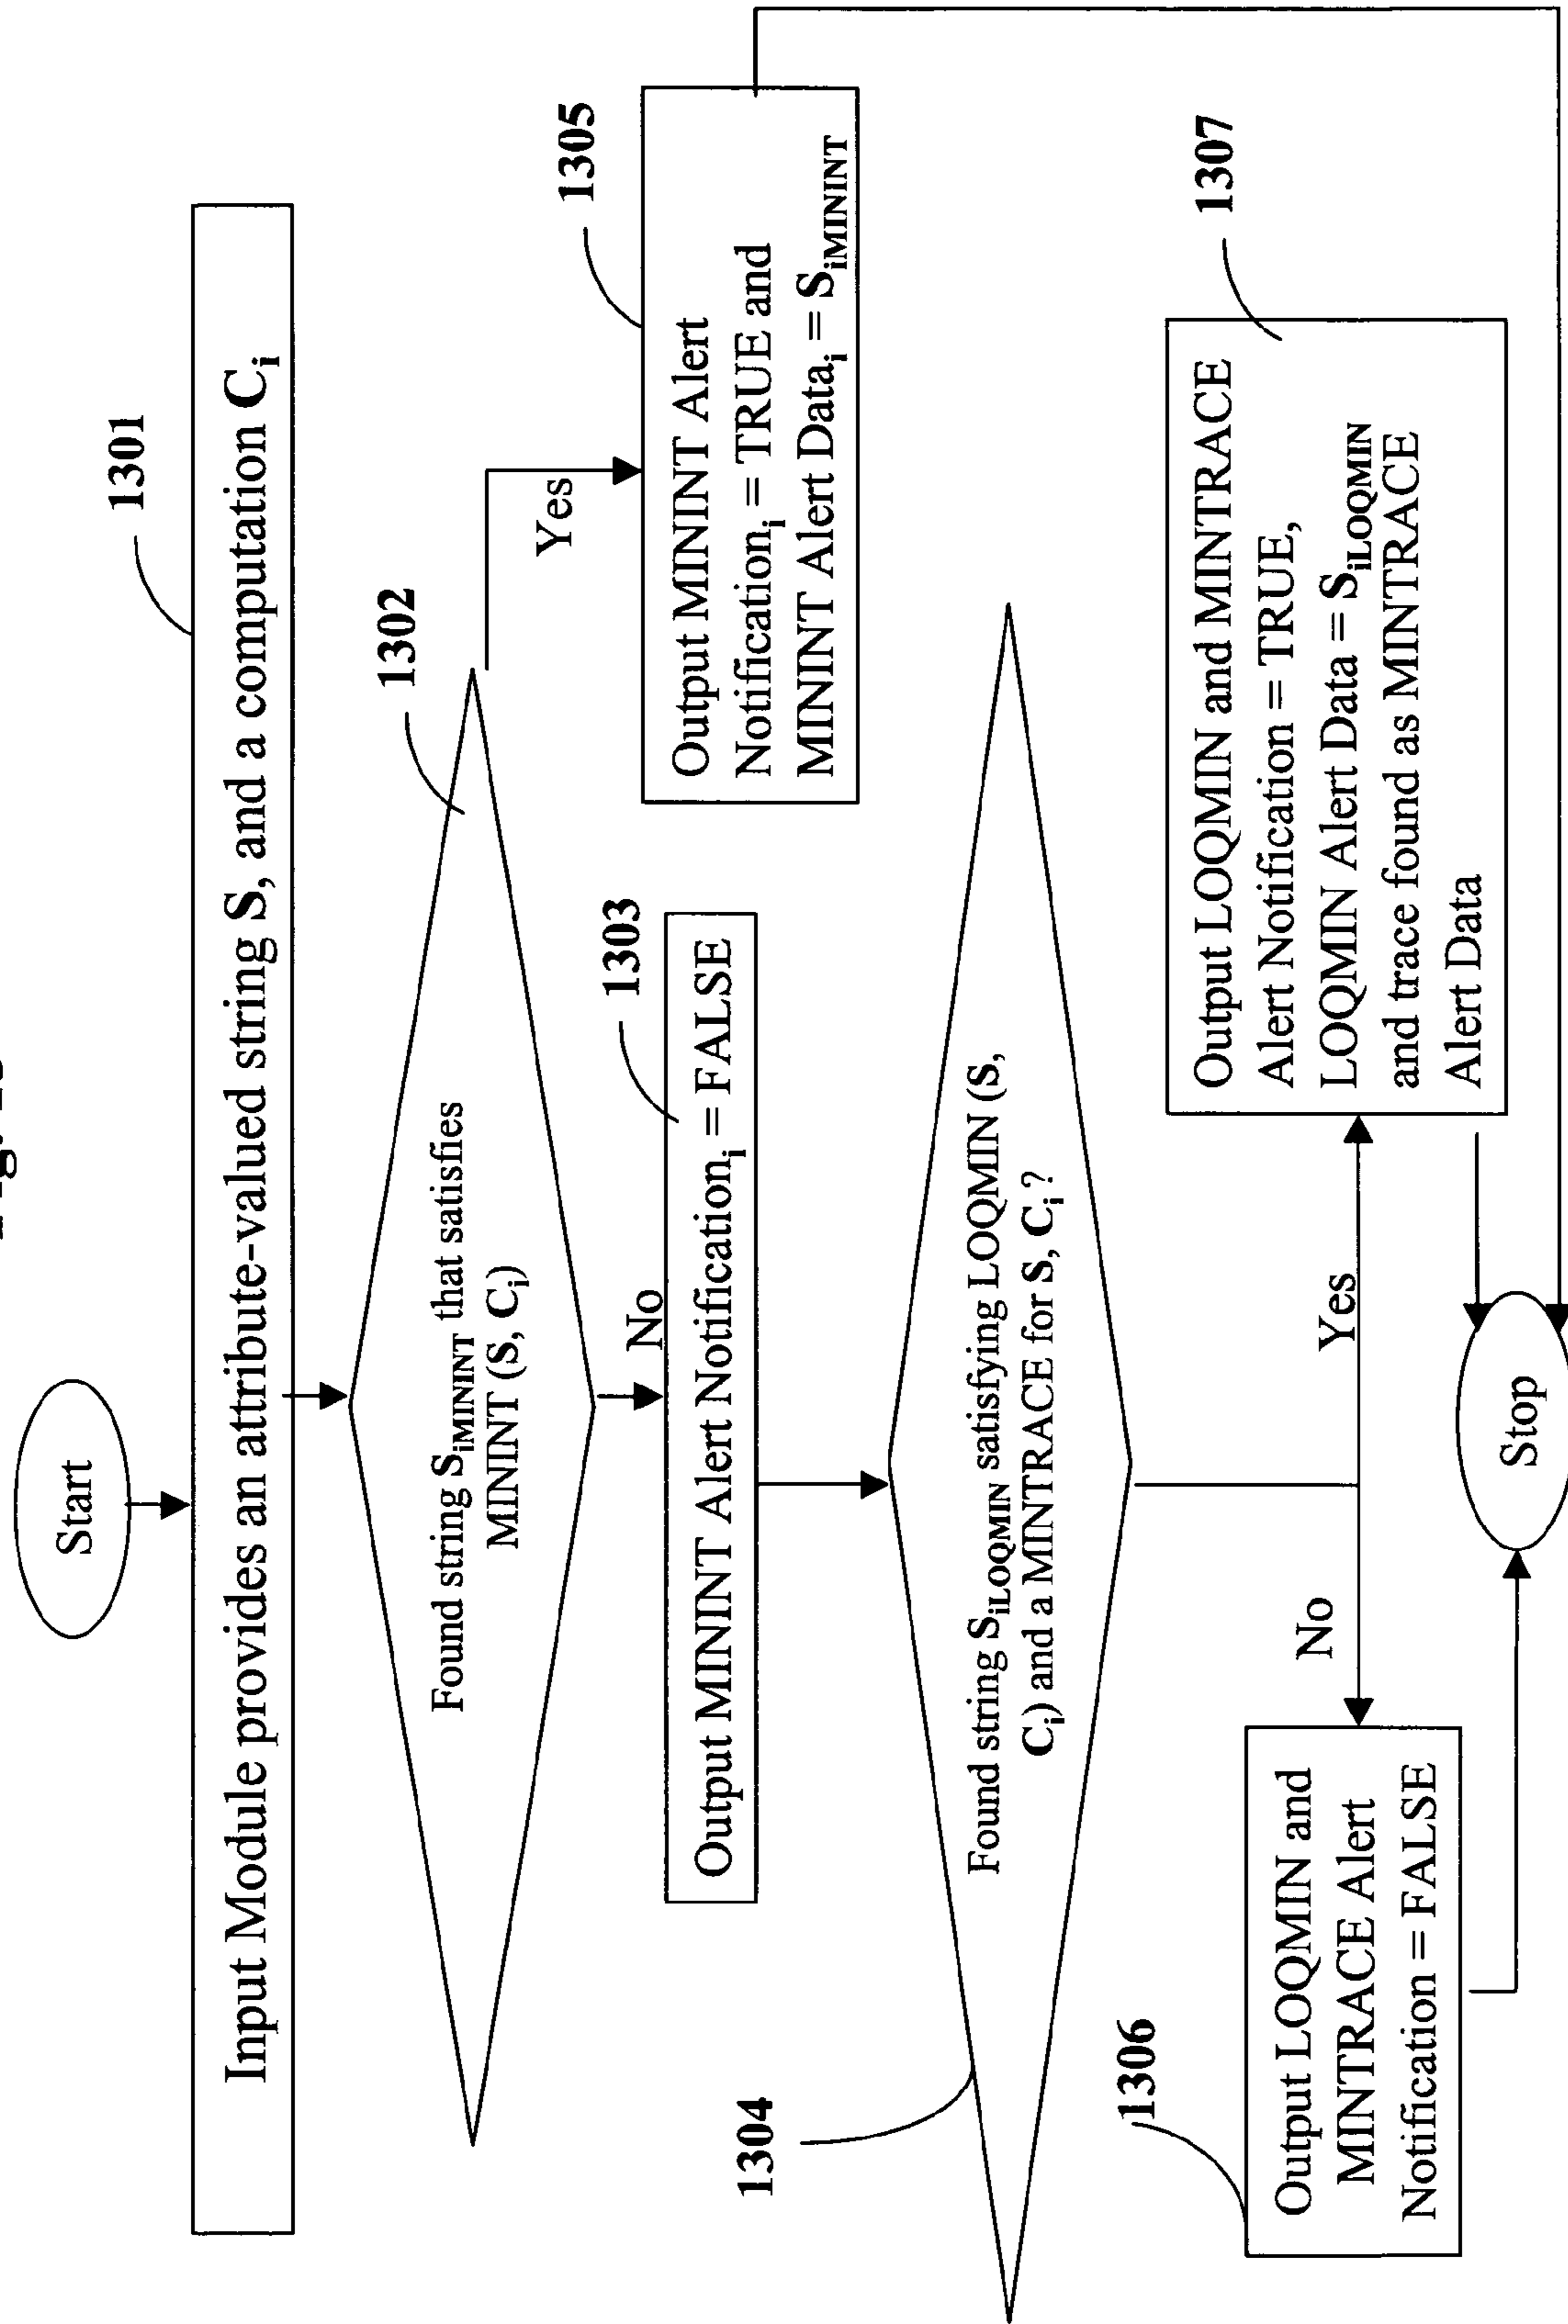 Start
1301
Input Module provides an attribute-valued string S, and a computation Ci
1302
Found string SiMININT that satisfies
MININT (S, Ci)
Yes
1305
Output MININT Alert
Notificationi = TRUE and
MININT Alert Datai = SiMININT
No
1303
Output MININT Alert Notificationi = FALSE
1304
Found string SiLOQMIN satisfying LOQMIN (S,
Ci) and a MINTRACE for S, Ci ?
No
Yes
1306
Output LOQMIN and
MINTRACE Alert
Notification = FALSE
1307
Output LOQMIN and MINTRACE
Alert Notification = TRUE,
LOQMIN Alert Data = SiLOQMIN
and trace found as MINTRACE
Alert Data
Stop